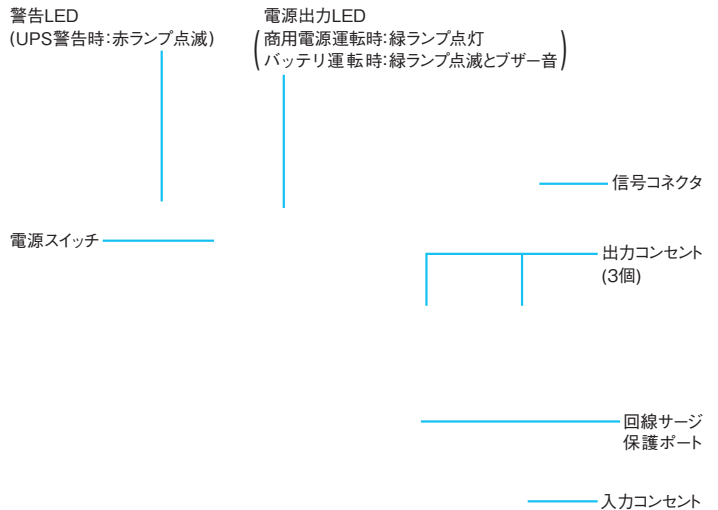 警告LED
(UPS警告時:赤ランプ点滅)
電源出力LED
(商用電源運転時:緑ランプ点灯
バッテリ運転時:緑ランプ点滅とブザー音)
信号コネクタ
電源スイッチ
出力コンセント
(3個)
回線サージ
保護ポート
入力コンセント